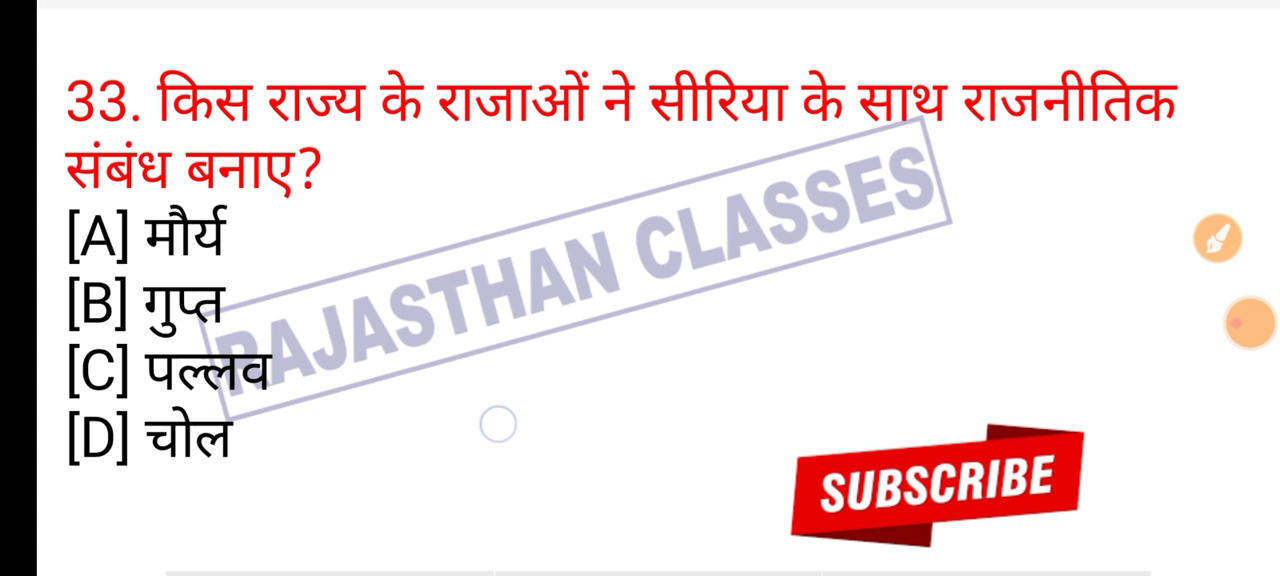 33. किस राज्य के राजाओं ने सीरिया के साथ राजनीतिक
संबंध बनाए?
[A] मौर्य
[B] गुप्त
[C] पल्लव
[D] चोल
RAJASTHAN CLASSES
SUBSCRIBE